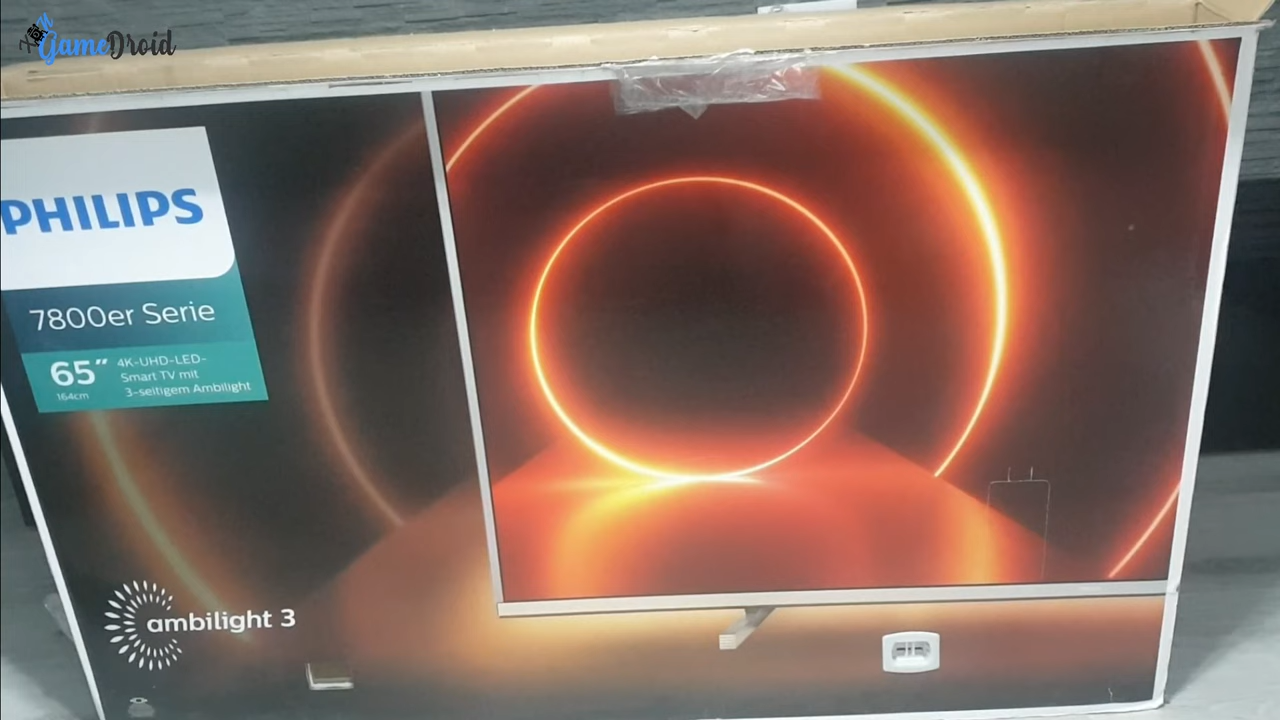 GameDroid
PHILIPS
7800er Serie
65"
164cm
4K-UHD-LED-
Smart TV mit
3-seitigem Ambilight
ambilight 3